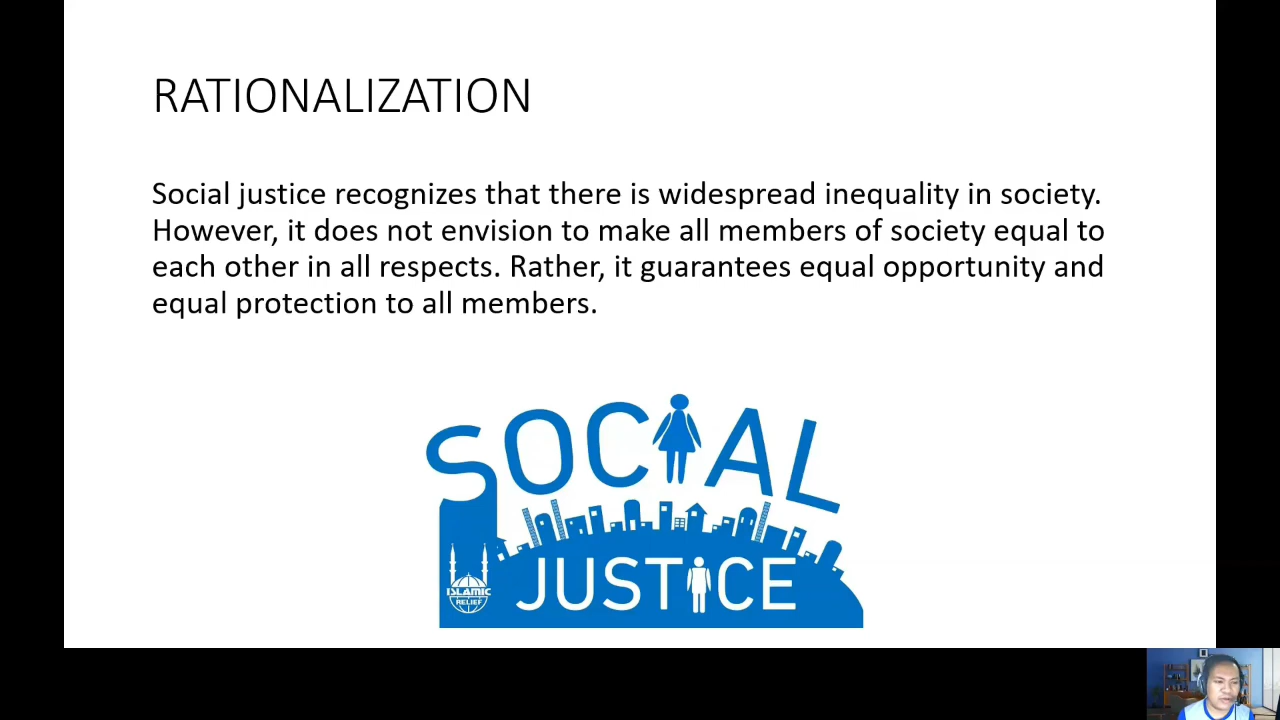 RATIONALIZATION
Social justice recognizes that there is widespread inequality in society.
However, it does not envision to make all members of society equal to
each other in all respects. Rather, it guarantees equal opportunity and
equal protection to all members.
SOCIAL
JUSTICE
ISLAMIC
RELIEF